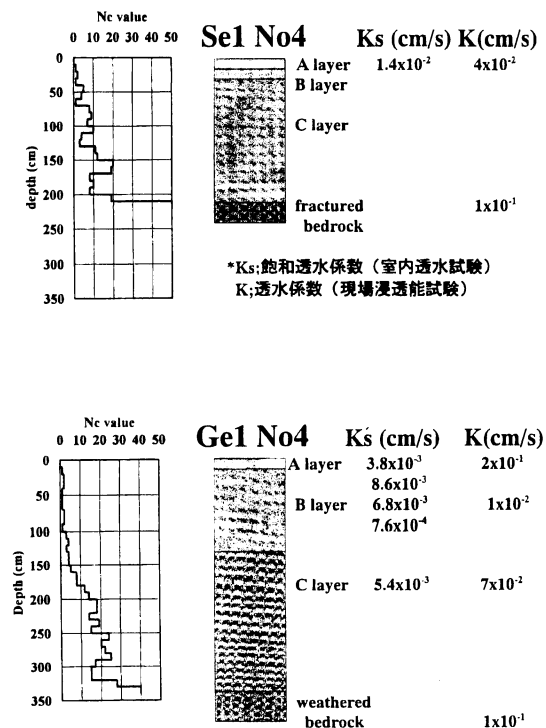 Nc value
0 10 20 30 40 50
Se1 No4 Ks (cm/s) K(cm/s)
0
50
100
150
200
250
300
350
depth (cm)
A layer 1.4x10⁻² 4x10⁻²
B layer
C layer
fractured 1x10⁻¹
bedrock
*Ks;飽和透水係数（室内透水試験）
K;透水係数（現場浸透能試験）
Nc value
0 10 20 30 40 50
Ge1 No4 Ks (cm/s) K(cm/s)
0
50
100
150
200
250
300
350
Depth (cm)
A layer 3.8x10⁻³ 2x10⁻¹
8.6x10⁻³
B layer 6.8x10⁻³ 1x10⁻²
7.6x10⁻⁴
C layer 5.4x10⁻³ 7x10⁻²
weathered
bedrock 1x10⁻¹